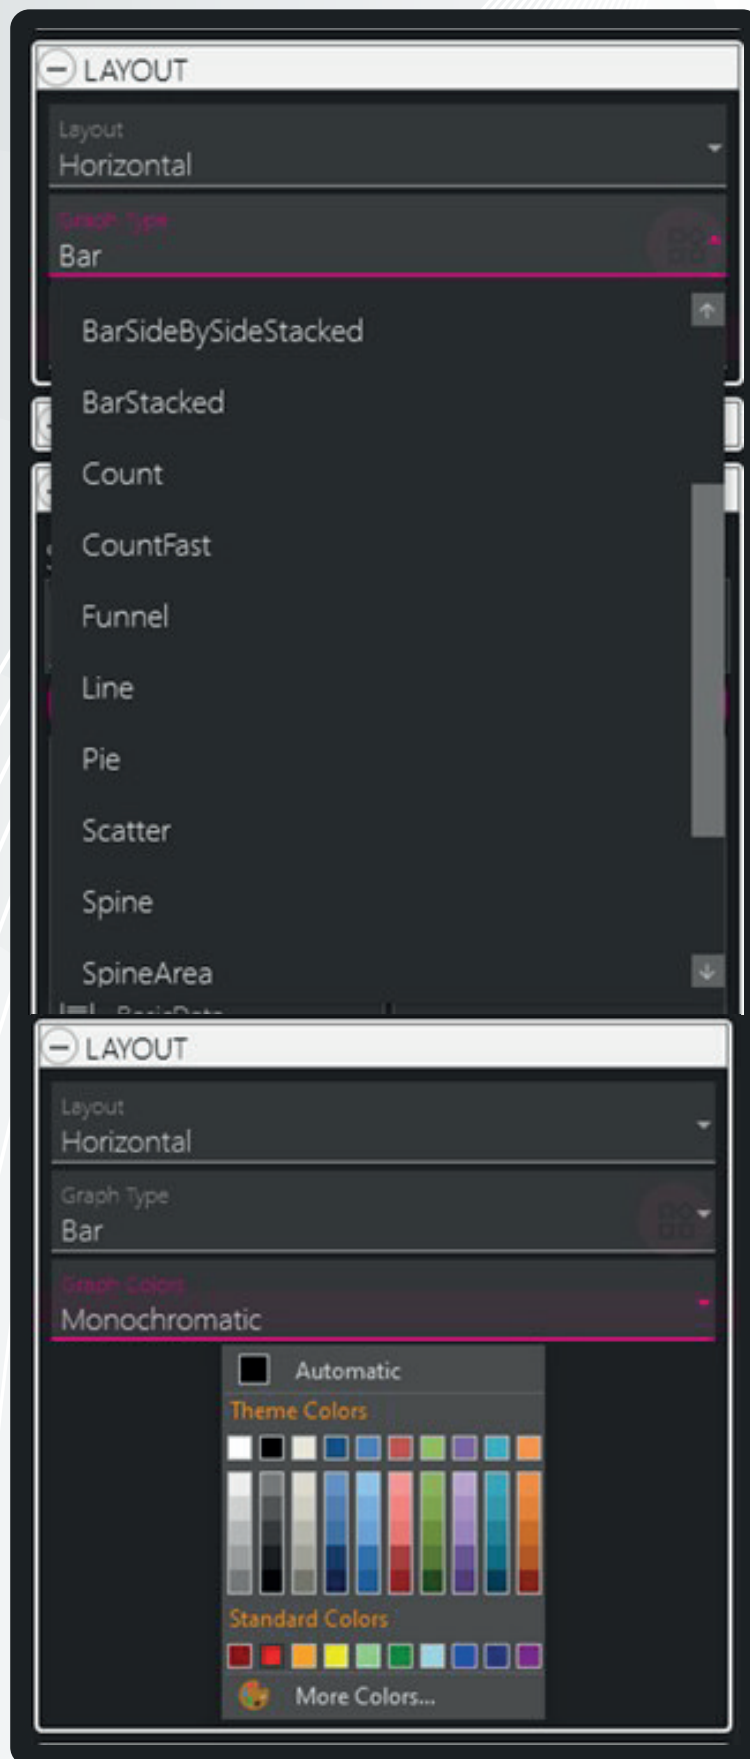 LAYOUT
Layout
Horizontal
Graph Type
Bar
BarSideBySideStacked
BarStacked
Count
CountFast
Funnel
Line
Pie
Scatter
Spine
SpineArea
LAYOUT
Layout
Horizontal
Graph Type
Bar
Graph Colors
Monochromatic
Automatic
Theme Colors
Standard Colors
More Colors...